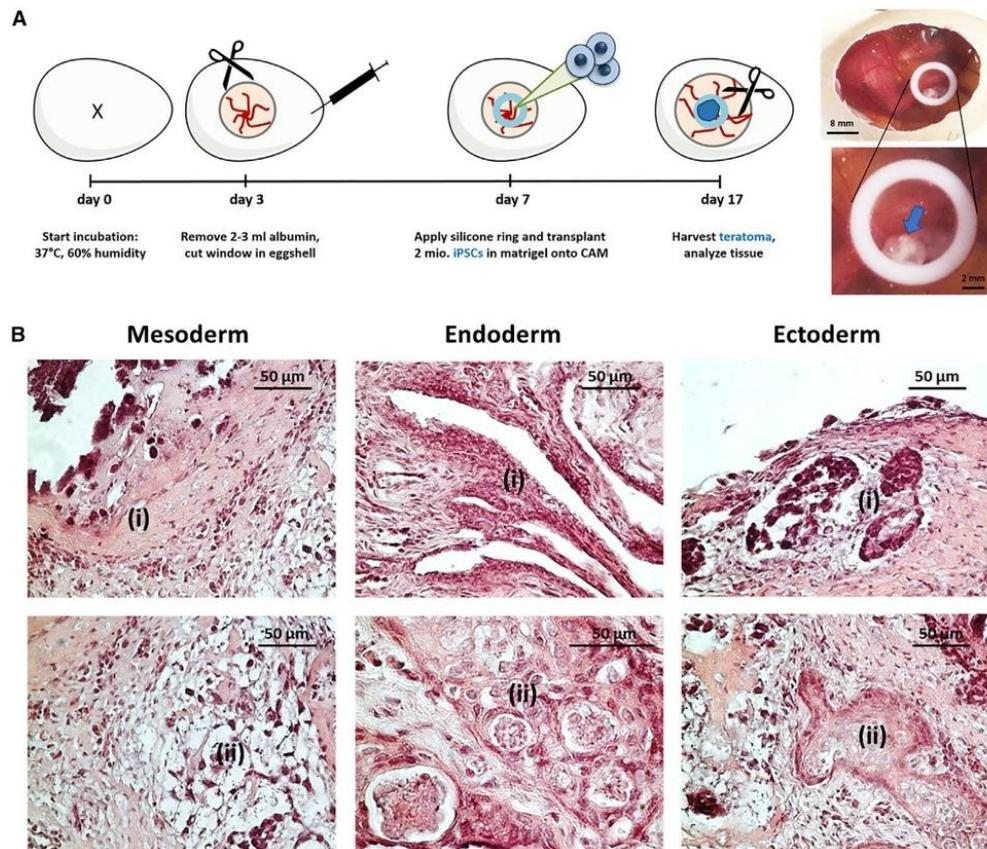 A
X
8 mm
2 mm
day 0
day 3
day 7
day 17
Start incubation:
37°C, 60% humidity
Remove 2-3 ml albumin,
cut window in eggshell
Apply silicone ring and transplant
2 mio. iPSCs in matrigel onto CAM
Harvest teratoma,
analyze tissue
B
Mesoderm
Endoderm
Ectoderm
50 µm
50 µm
50 µm
(i)
(i)
(i)
50 µm
50 µm
50 µm
(ii)
(ii)
(ii)